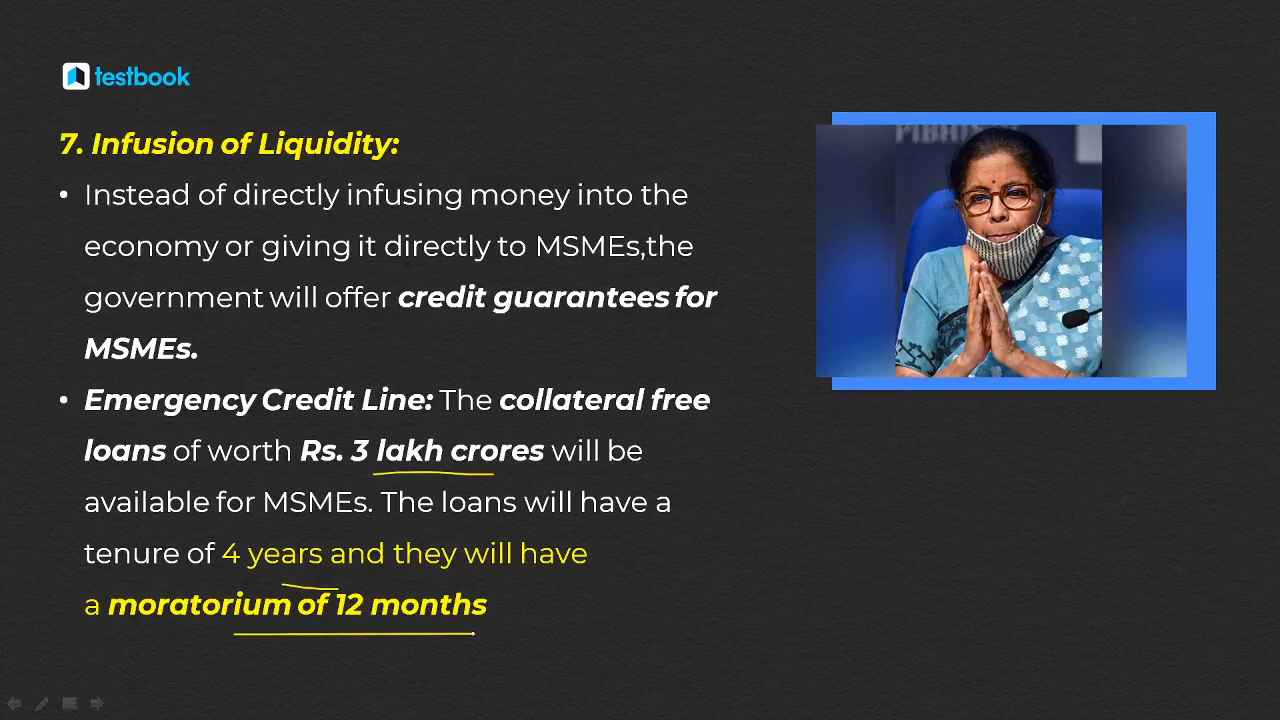 testbook
7. Infusion of Liquidity:
• Instead of directly infusing money into the
economy or giving it directly to MSMEs,the
government will offer credit guarantees for
MSMEs.
• Emergency Credit Line: The collateral free
loans of worth Rs. 3 lakh crores will be
available for MSMEs. The loans will have a
tenure of 4 years and they will have
a moratorium of 12 months